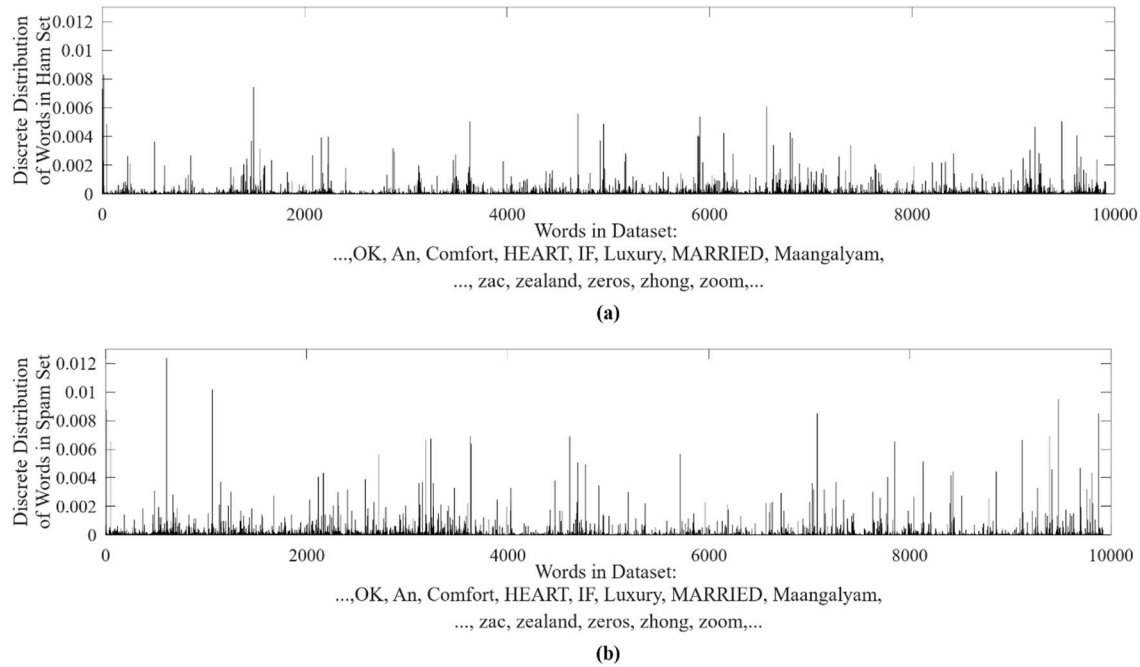 0.012
0.01
0.008
0.006
0.004
0.002
0
Discrete Distribution
of Words in Ham Set
0 2000 4000 6000 8000 10000
Words in Dataset:
...,OK, An, Comfort, HEART, IF, Luxury, MARRIED, Maangalyam,
..., zac, zealand, zeros, zhong, zoom,...
(a)
0.012
0.01
0.008
0.006
0.004
0.002
0
Discrete Distribution
of Words in Spam Set
0 2000 4000 6000 8000 10000
Words in Dataset:
...,OK, An, Comfort, HEART, IF, Luxury, MARRIED, Maangalyam,
..., zac, zealand, zeros, zhong, zoom,...
(b)